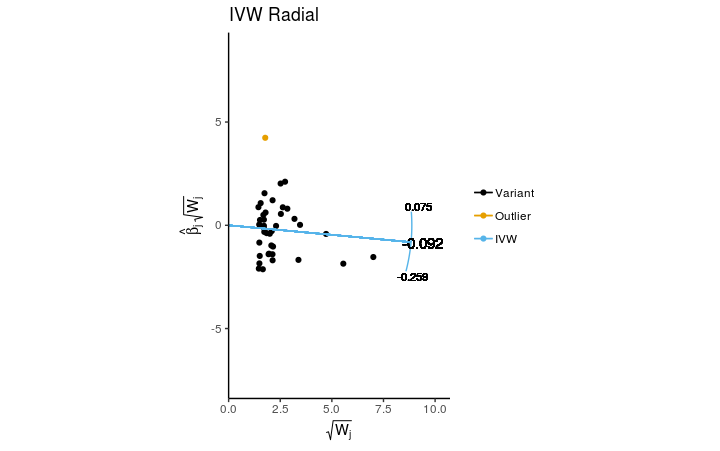 IVW Radial
β̂j√Wj
5
0
-5
0.075
-0.092
-0.259
Variant
Outlier
IVW
0.0 2.5 5.0 7.5 10.0
√Wj